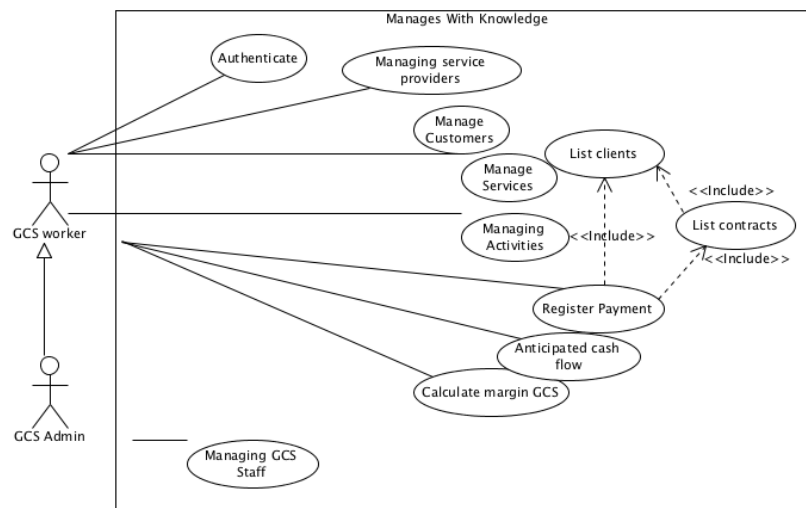 Manages With Knowledge
Authenticate
Managing service
providers
Manage
Customers
List clients
Manage
Services
<<Include>>
GCS worker
Managing
Activities
<<Include>>
List contracts
<<Include>>
Register Payment
Anticipated cash
flow
Calculate margin GCS
GCS Admin
Managing GCS
Staff